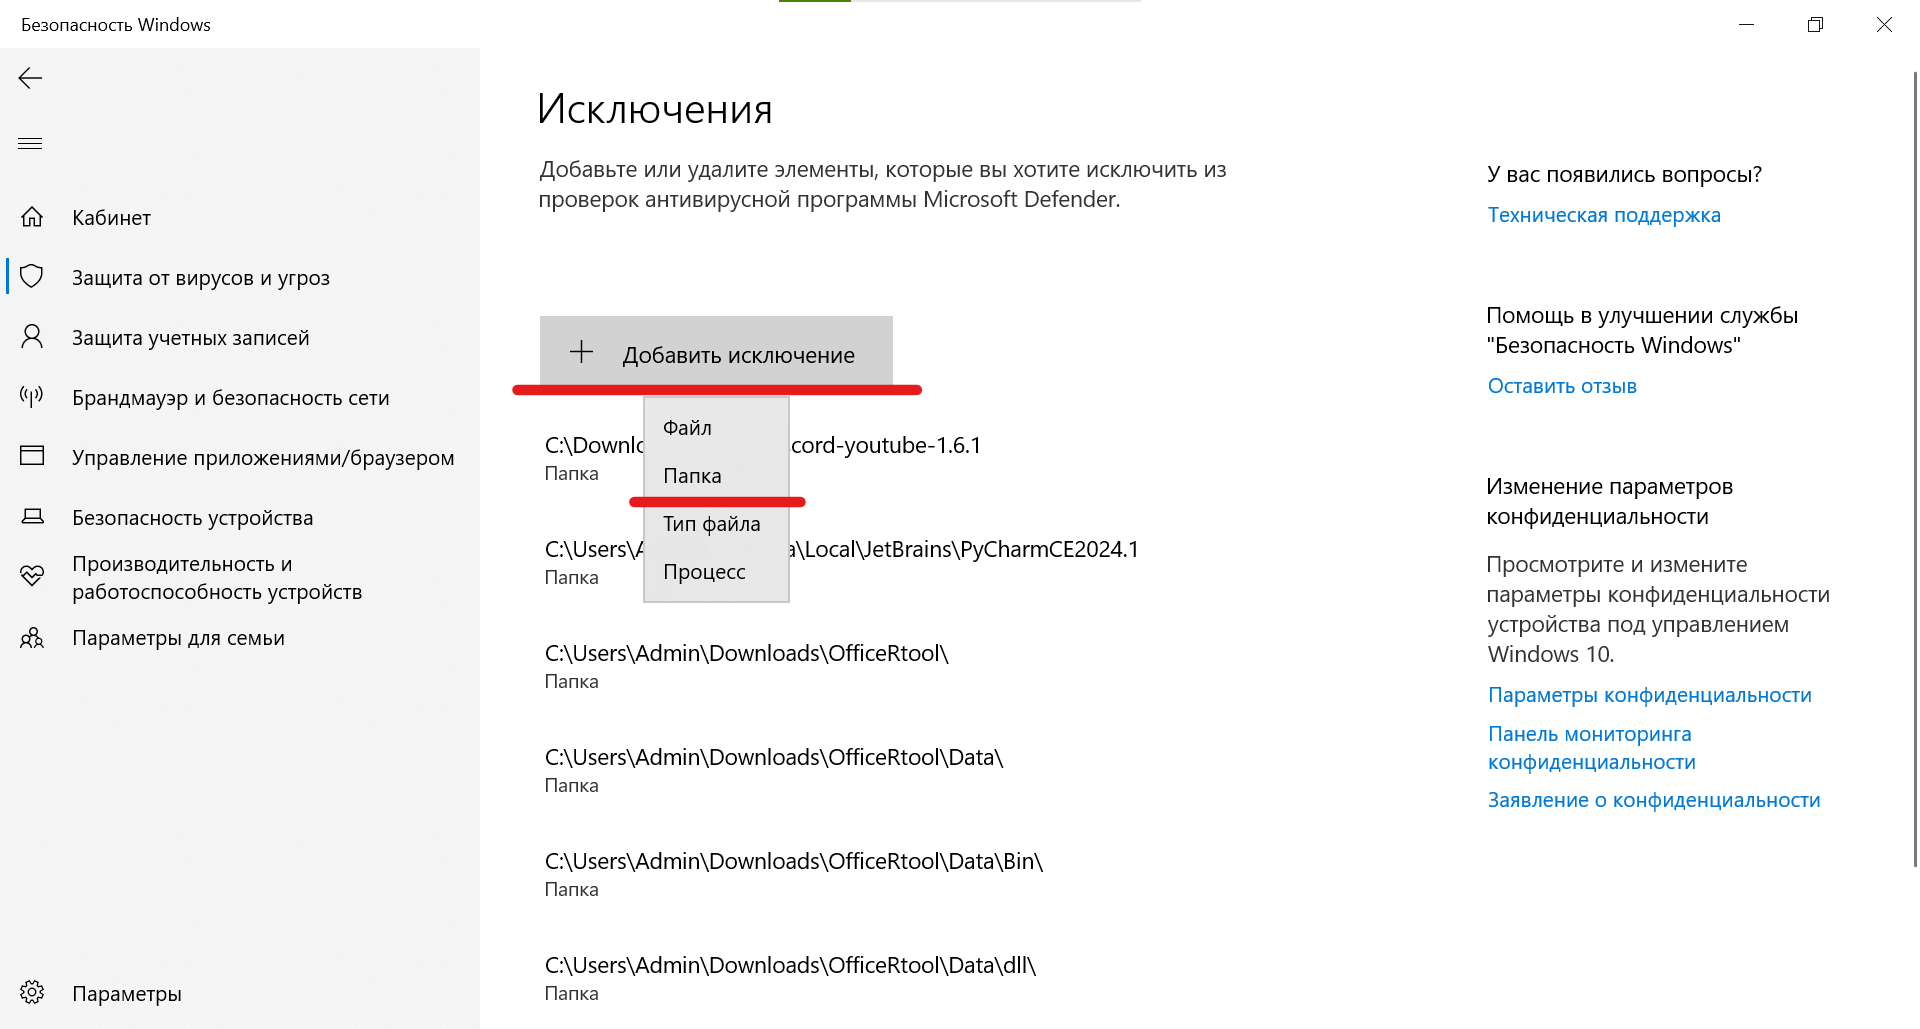 Безопасность Windows
Кабинет
Защита от вирусов и угроз
Защита учетных записей
Брандмауэр и безопасность сети
Управление приложениями/браузером
Безопасность устройства
Производительность и
работоспособность устройств
Параметры для семьи
Параметры
Исключения
Добавьте или удалите элементы, которые вы хотите исключить из
проверок антивирусной программы Microsoft Defender.
Добавить исключение
Файл
Папка
Тип файла
Процесс
C:\Downlo cord-youtube-1.6.1
Папка
C:\Users\A a\Local\JetBrains\PyCharmCE2024.1
Папка
C:\Users\Admin\Downloads\OfficeRtool\
Папка
C:\Users\Admin\Downloads\OfficeRtool\Data\
Папка
C:\Users\Admin\Downloads\OfficeRtool\Data\Bin\
Папка
C:\Users\Admin\Downloads\OfficeRtool\Data\dll\
Папка
У вас появились вопросы?
Техническая поддержка
Помощь в улучшении службы
"Безопасность Windows"
Оставить отзыв
Изменение параметров
конфиденциальности
Просмотрите и измените
параметры конфиденциальности
устройства под управлением
Windows 10.
Параметры конфиденциальности
Панель мониторинга
конфиденциальности
Заявление о конфиденциальности